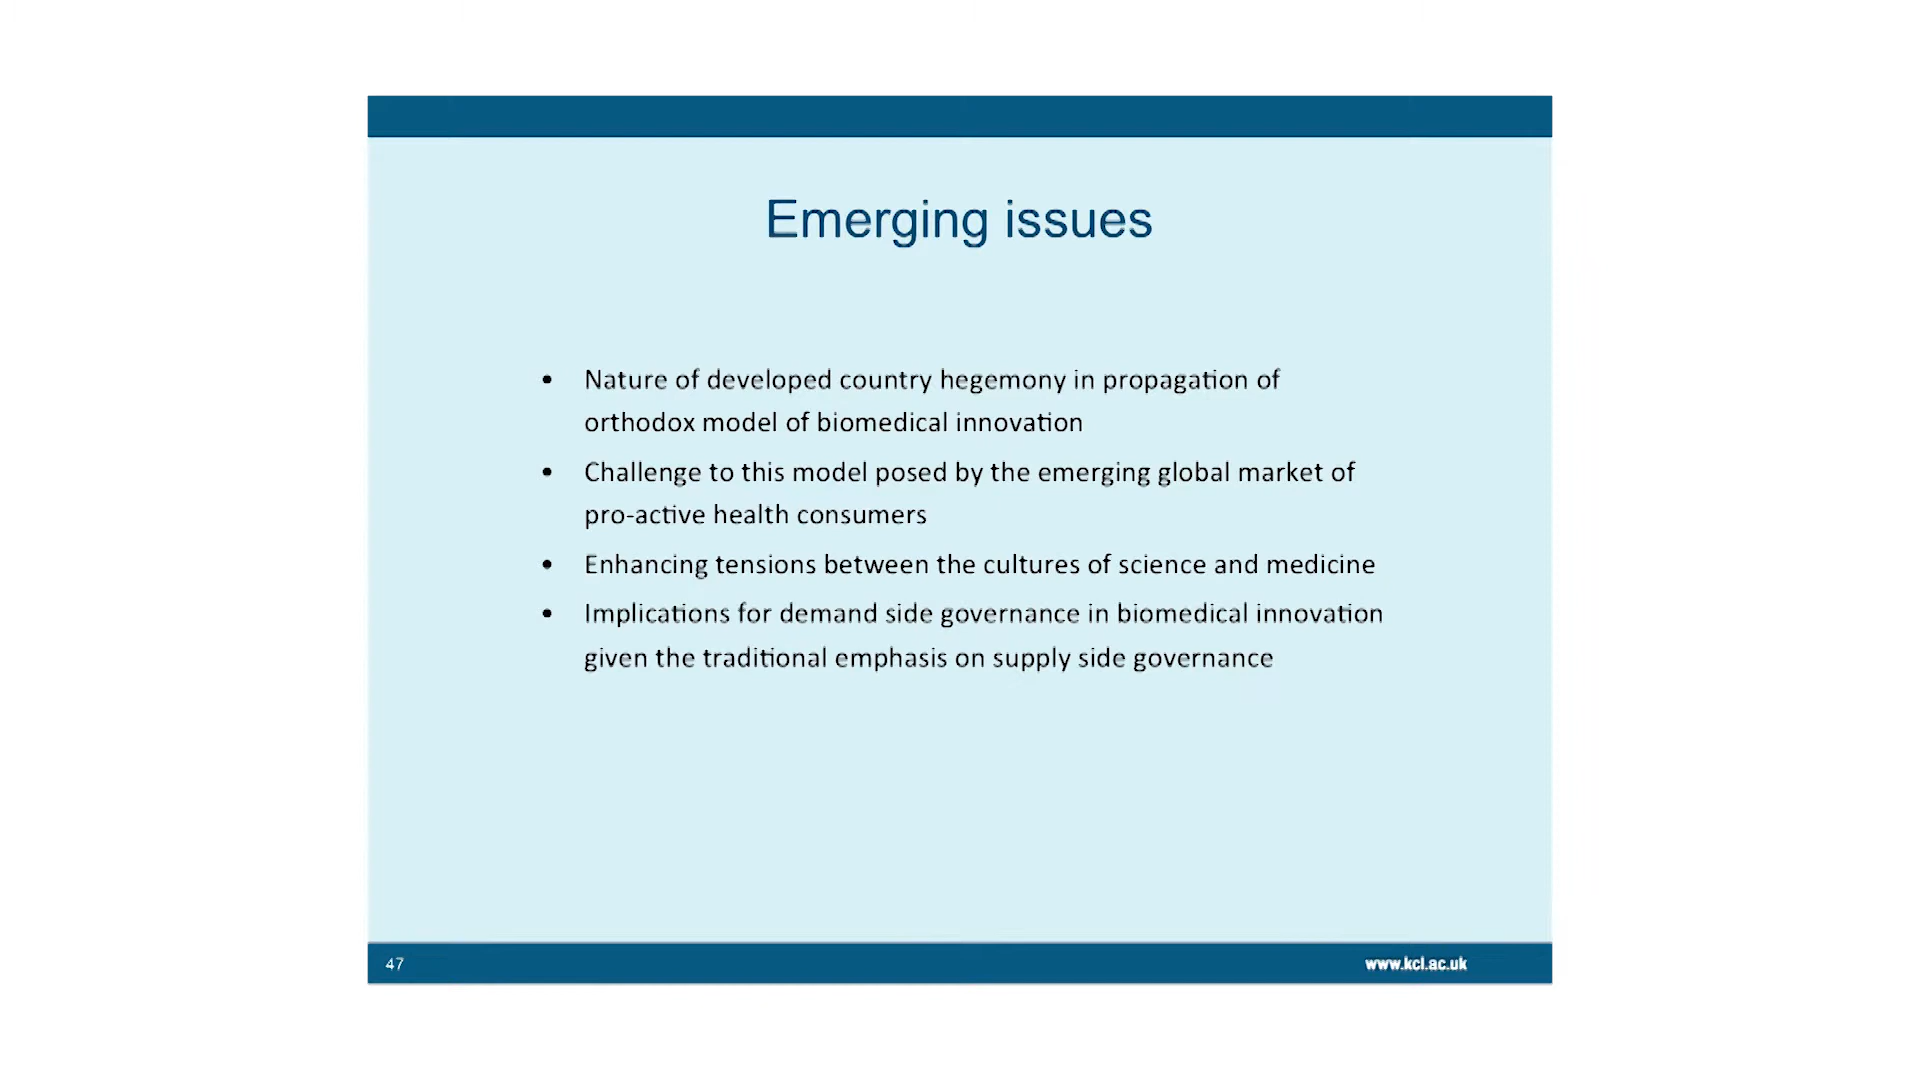 Emerging issues
• Nature of developed country hegemony in propagation of
orthodox model of biomedical innovation
• Challenge to this model posed by the emerging global market of
pro-active health consumers
• Enhancing tensions between the cultures of science and medicine
• Implications for demand side governance in biomedical innovation
given the traditional emphasis on supply side governance
47
www.kcl.ac.uk